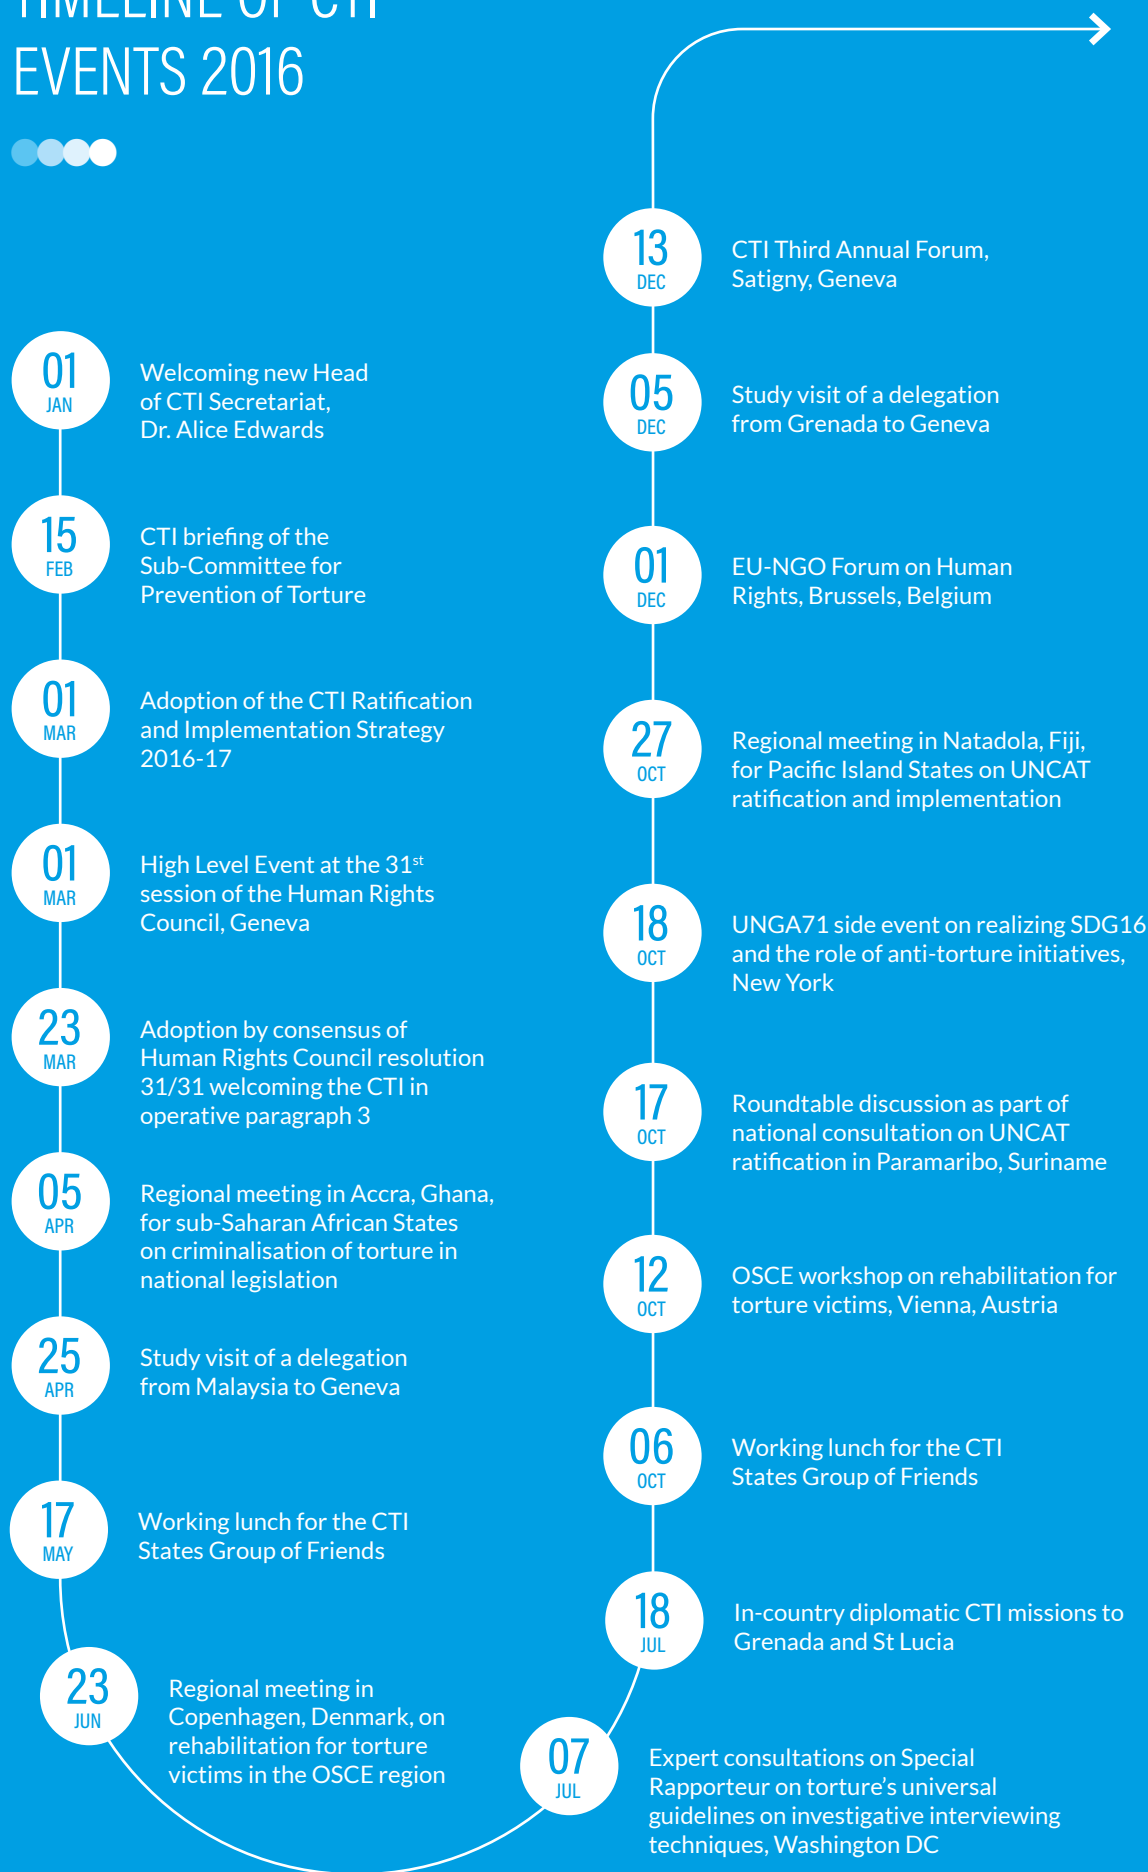 TIMELINE OF CTI
EVENTS 2016
01
JAN
Welcoming new Head
of CTI Secretariat,
Dr. Alice Edwards
15
FEB
CTI briefing of the
Sub-Committee for
Prevention of Torture
01
MAR
Adoption of the CTI Ratification
and Implementation Strategy
2016-17
01
MAR
High Level Event at the 31st
session of the Human Rights
Council, Geneva
23
MAR
Adoption by consensus of
Human Rights Council resolution
31/31 welcoming the CTI in
operative paragraph 3
05
APR
Regional meeting in Accra, Ghana,
for sub-Saharan African States
on criminalisation of torture in
national legislation
25
APR
Study visit of a delegation
from Malaysia to Geneva
17
MAY
Working lunch for the CTI
States Group of Friends
23
JUN
Regional meeting in
Copenhagen, Denmark, on
rehabilitation for torture
victims in the OSCE region
07
JUL
Expert consultations on Special
Rapporteur on torture’s universal
guidelines on investigative interviewing
techniques, Washington DC
18
JUL
In-country diplomatic CTI missions to
Grenada and St Lucia
06
OCT
Working lunch for the CTI
States Group of Friends
12
OCT
OSCE workshop on rehabilitation for
torture victims, Vienna, Austria
17
OCT
Roundtable discussion as part of
national consultation on UNCAT
ratification in Paramaribo, Suriname
18
OCT
UNGA71 side event on realizing SDG16
and the role of anti-torture initiatives,
New York
27
OCT
Regional meeting in Natadola, Fiji,
for Pacific Island States on UNCAT
ratification and implementation
01
DEC
EU-NGO Forum on Human
Rights, Brussels, Belgium
05
DEC
Study visit of a delegation
from Grenada to Geneva
13
DEC
CTI Third Annual Forum,
Satigny, Geneva